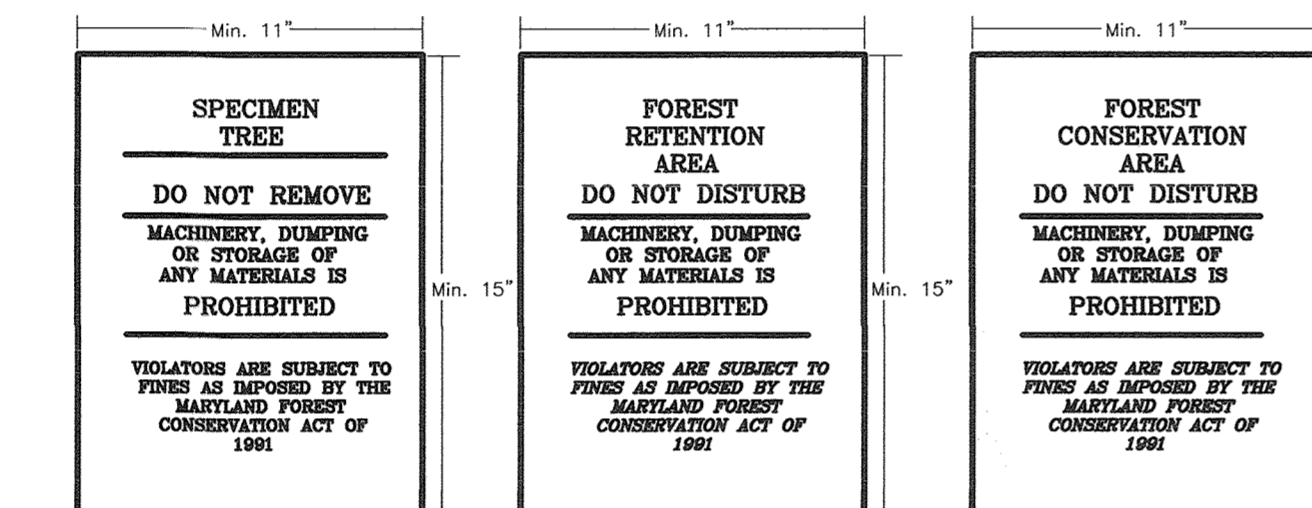 Min. 11"
SPECIMEN
TREE
DO NOT REMOVE
MACHINERY, DUMPING
OR STORAGE OF
ANY MATERIALS IS
PROHIBITED
VIOLATORS ARE SUBJECT TO
FINES AS IMPOSED BY THE
MARYLAND FOREST
CONSERVATION ACT OF
1991
Min. 15"
Min. 11"
FOREST
RETENTION
AREA
DO NOT DISTURB
MACHINERY, DUMPING
OR STORAGE OF
ANY MATERIALS IS
PROHIBITED
VIOLATORS ARE SUBJECT TO
FINES AS IMPOSED BY THE
MARYLAND FOREST
CONSERVATION ACT OF
1991
Min. 15"
Min. 11"
FOREST
CONSERVATION
AREA
DO NOT DISTURB
MACHINERY, DUMPING
OR STORAGE OF
ANY MATERIALS IS
PROHIBITED
VIOLATORS ARE SUBJECT TO
FINES AS IMPOSED BY THE
MARYLAND FOREST
CONSERVATION ACT OF
1991